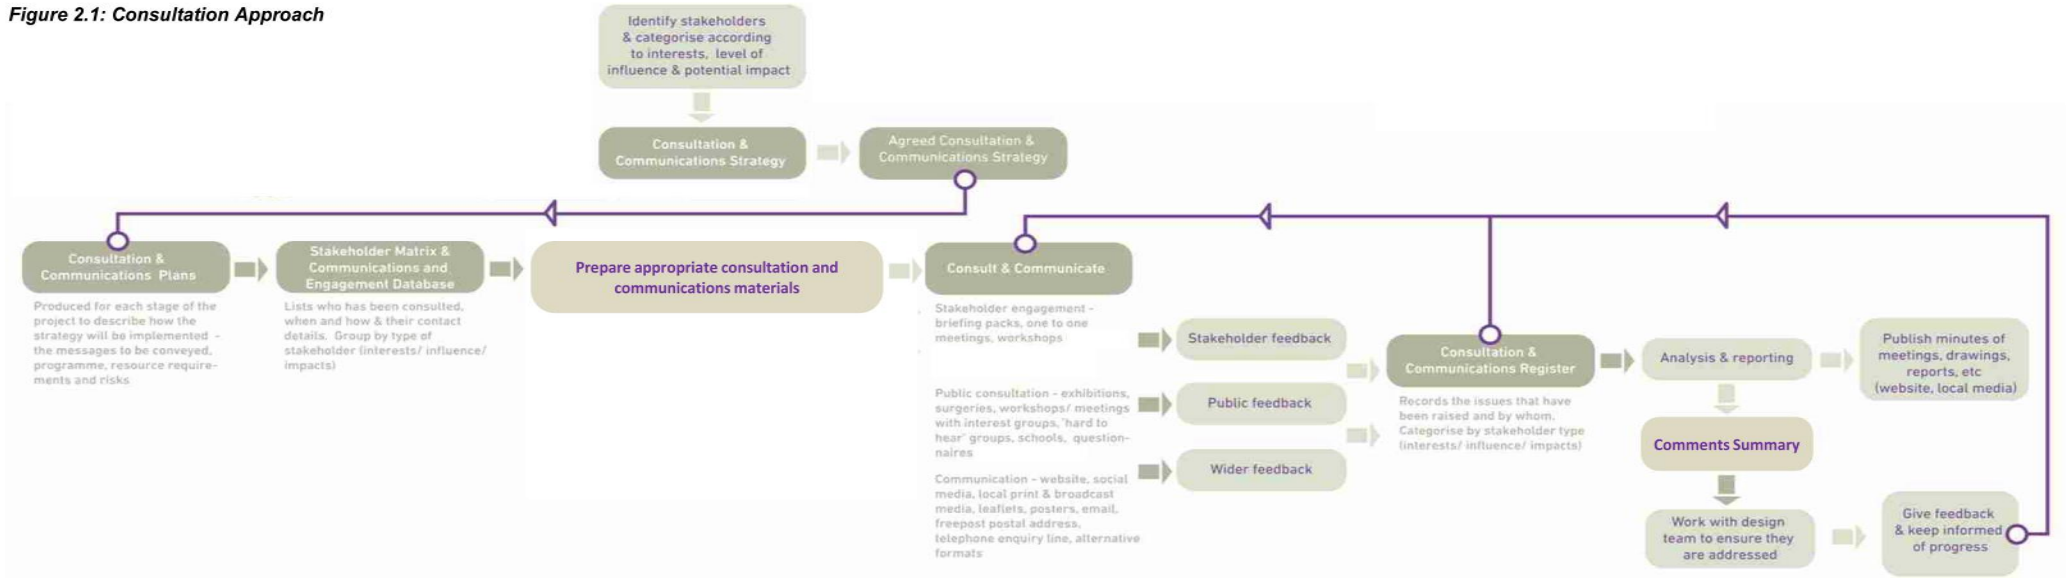 Figure 2.1: Consultation Approach
Identify stakeholders
& categorise according
to interests, level of
influence & potential impact
Consultation &
Communications Strategy
Agreed Consultation &
Communications Strategy
Consultation &
Communications Plans
Produced for each stage of the
project to describe how the
strategy will be implemented -
the messages to be conveyed,
programme, resource require-
ments and risks
Stakeholder Matrix &
Communications and
Engagement Database
Lists who has been consulted,
when and how & their contact
details. Group by type of
stakeholder (interests/ influence/
impacts)
Prepare appropriate consultation and
communications materials
Consult & Communicate
Stakeholder engagement -
briefing packs, one to one
meetings, workshops
Public consultation - exhibitions,
surgeries, workshops/ meetings
with interest groups, 'hard to
hear' groups, schools, question-
naires
Communication - website, social
media, local print & broadcast
media, leaflets, posters, email,
freepost postal address,
telephone enquiry line, alternative
formats
Stakeholder feedback
Public feedback
Wider feedback
Consultation &
Communications Register
Records the issues that have
been raised and by whom.
Categorise by stakeholder type
(interests/ influence/ impacts)
Analysis & reporting
Publish minutes of
meetings, drawings,
reports, etc
(website, local media)
Comments Summary
Work with design
team to ensure they
are addressed
Give feedback
& keep informed
of progress